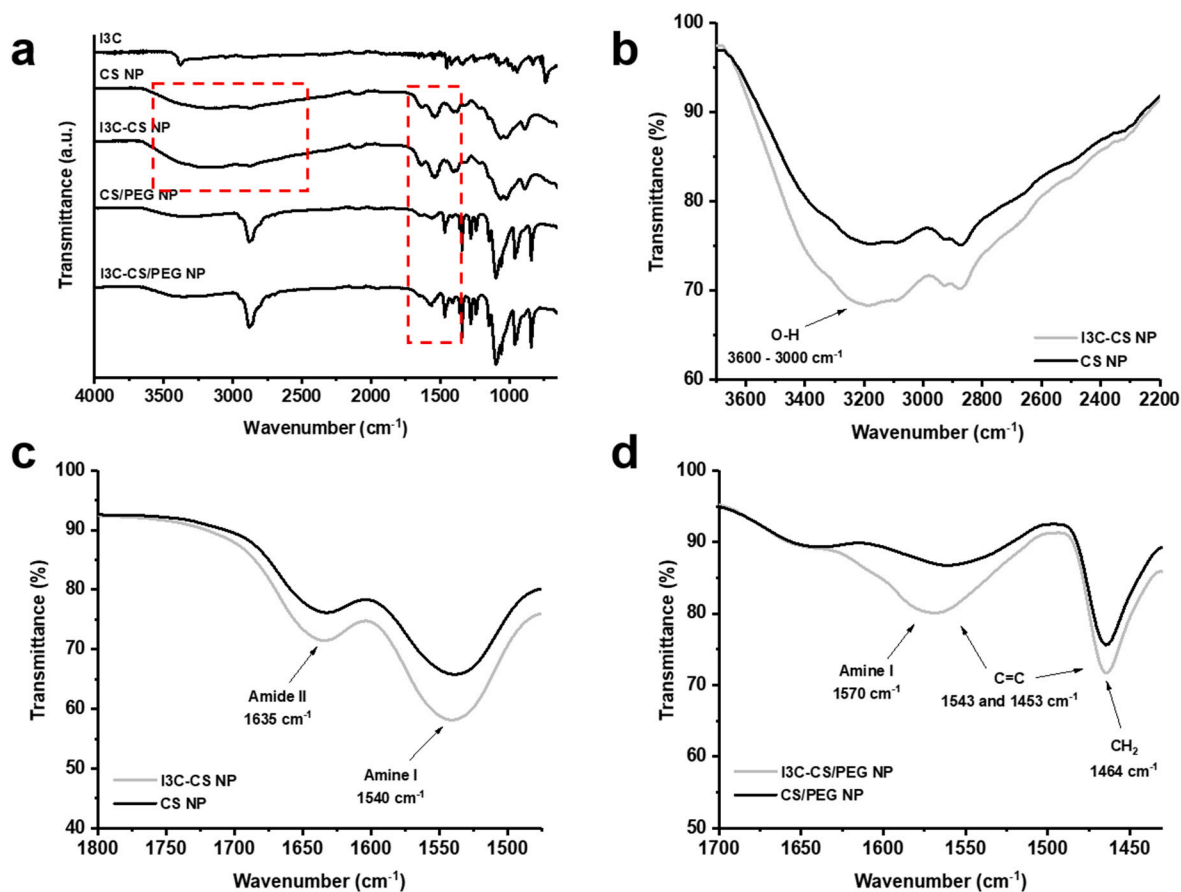 a
I3C
CS NP
I3C-CS NP
CS/PEG NP
I3C-CS/PEG NP
Transmittance (a.u.)
4000 3500 3000 2500 2000 1500 1000
Wavenumber (cm⁻¹)
b
100
90
80
70
60
Transmittance (%)
O-H
3600 - 3000 cm⁻¹
I3C-CS NP
CS NP
3600 3400 3200 3000 2800 2600 2400 2200
Wavenumber (cm⁻¹)
c
100
90
80
70
60
50
40
Transmittance (%)
Amide II
1635 cm⁻¹
Amine I
1540 cm⁻¹
I3C-CS NP
CS NP
1800 1750 1700 1650 1600 1550 1500
Wavenumber (cm⁻¹)
d
100
90
80
70
60
50
Transmittance (%)
Amine I
1570 cm⁻¹
C=C
1543 and 1453 cm⁻¹
CH₂
1464 cm⁻¹
I3C-CS/PEG NP
CS/PEG NP
1700 1650 1600 1550 1500 1450
Wavenumber (cm⁻¹)